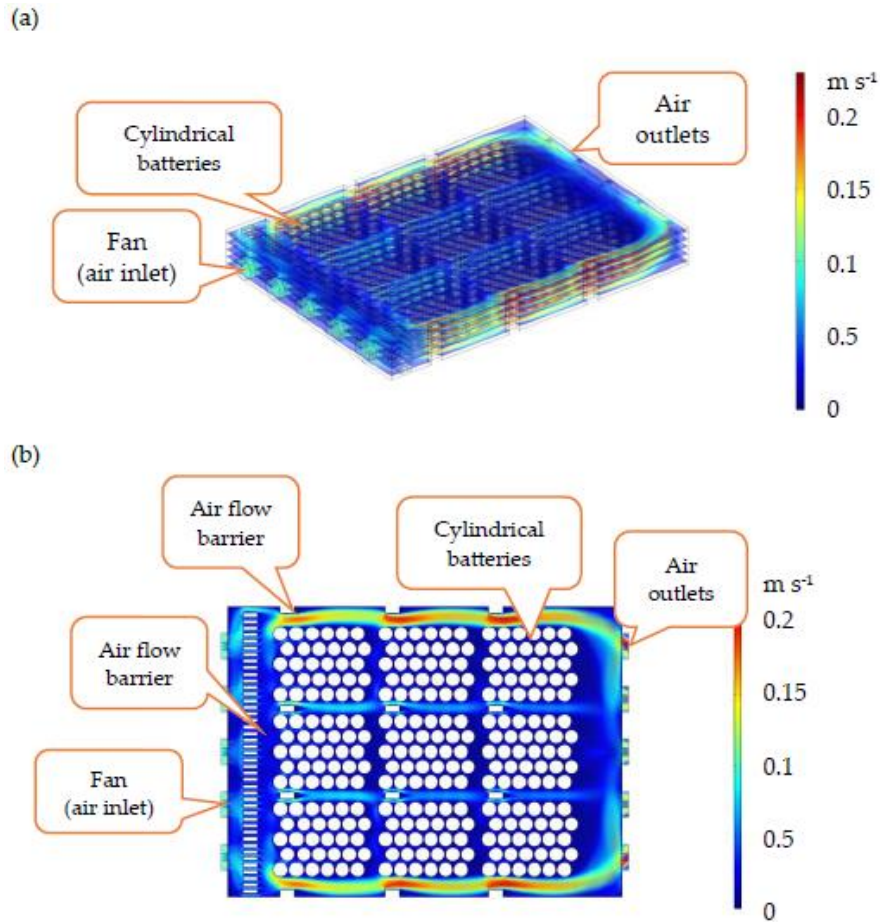 (a)
m s-1
Air
outlets
Cylindrical
batteries
0.2
0.15
Fan
(air inlet)
0.1
0.5
0
(b)
Air flow
barrier
Cylindrical
batteries
Air
outlets
m s-1
0.2
Air flow
barrier
0.15
0.1
Fan
(air inlet)
0.5
0